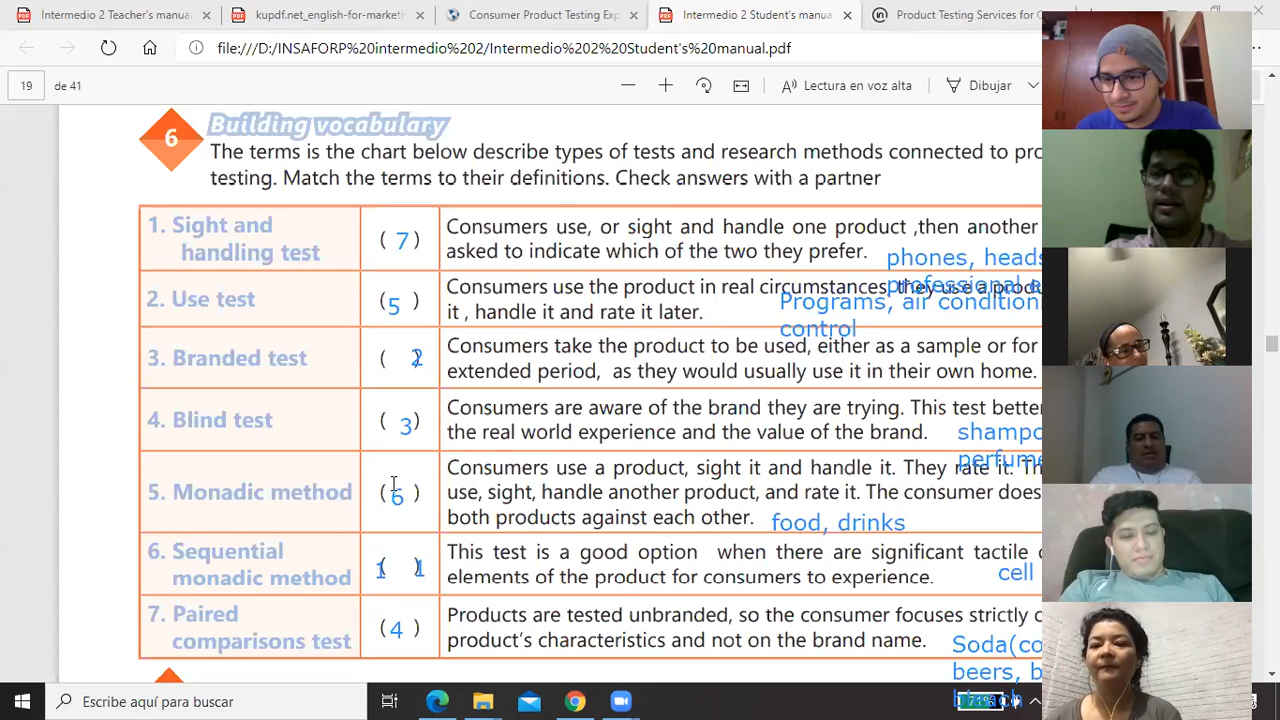 Intermedio 2 Teacher's manua
kupdf.net_english-for-market
Consumer Product Testing Exp
Intermedio 2 Student's manua
Product Testing Services for C
file:///D:/INSAFORP%20intermedio%202/Intermedio%202%20Student's%20manual.pdf
19 de 41
Lectura en voz alta
Dibujar
6 Building vocabulary
The terms is the chart below describe types of tests and research methods connected to pro
testing. Match the terms to their definitions. Check answers with a partner
1. Sight and
handling test
( 7 )
Consumers use, or sight and handle one product ,then another
asked to indicate which of the two they prefer.
phones, heads
professional e
2. Use test
( 5 )
Consumers use the product in real circumstances, they use a produ
it , handle it and rate it later.
Programs, air condition
control
3. Branded test
( 2)
Consumers take the product to be used, either as a sample or for
extended period, as they would usually use it in their own home.
4. Blind test
( 3)
Consumers are aware of the brand they are trying. This test better
the real world experience and the value of the brand.
shampo
perfume
5. Monadic method
( 6 )
Consumers use a product, sight it and handle it. They rate it. Th
use, sight, handle another product, and rate it. The consumer does
both products against each other.
food, drinks
6. Sequential
monadic method
1( )1
This test is a good option when there are significant tactile o
elements of the product for consumers to experience.
cell
7. Paired
comparisons test
( 4 )
Products are tested unbranded, so the consumer focuses strictly o
product's characteristics and not on the brand name.
Soda(co
beers, b
bleach
Escribe aquí para buscar